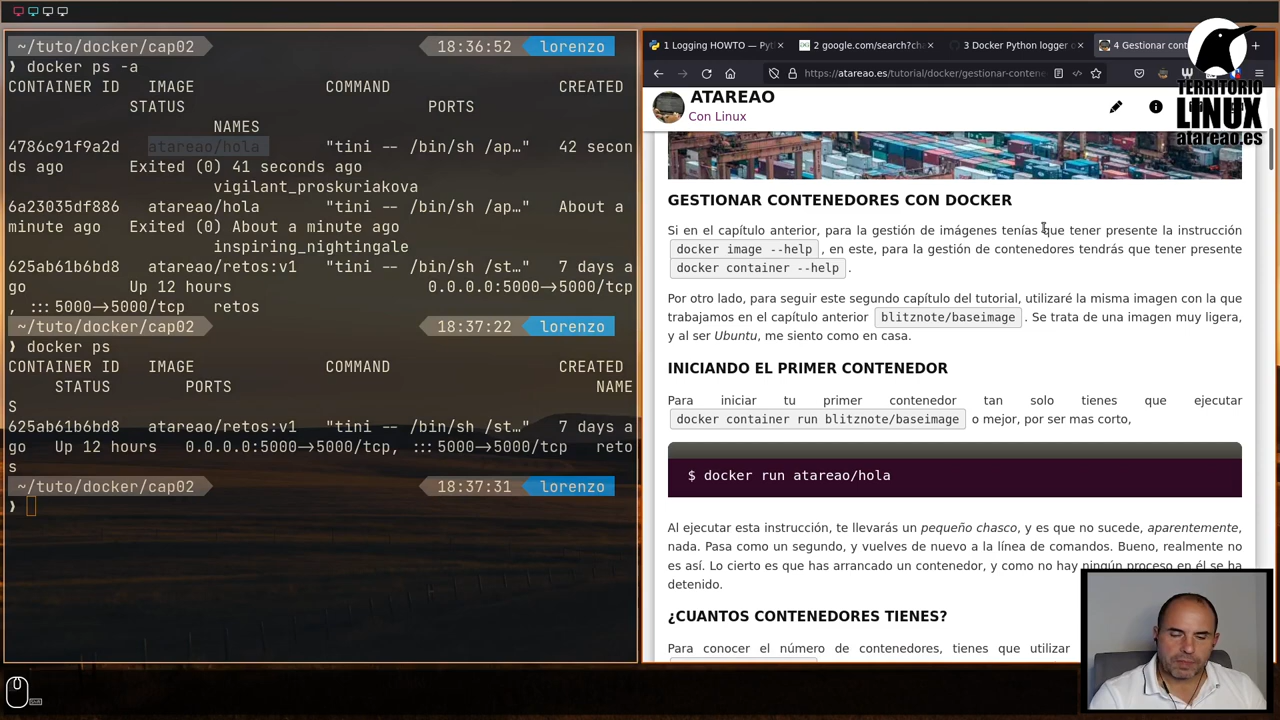 ~/tuto/docker/cap02 18:36:52 lorenzo
❯ docker ps -a
CONTAINER ID IMAGE COMMAND CREATED
STATUS PORTS
NAMES
4786c91f9a2d atareao/hola "tini -- /bin/sh /ap…" 42 secon
ds ago Exited (0) 41 seconds ago
vigilant_proskuriakova
6a23035df886 atareao/hola "tini -- /bin/sh /ap…" About a
minute ago Exited (0) About a minute ago
inspiring_nightingale
625ab61b6bd8 atareao/retos:v1 "tini -- /bin/sh /st…" 7 days a
go Up 12 hours 0.0.0.0:5000->5000/tcp
, :::5000->5000/tcp retos
~/tuto/docker/cap02 18:37:22 lorenzo
❯ docker ps
CONTAINER ID IMAGE COMMAND CREATED
STATUS PORTS NAME
S
625ab61b6bd8 atareao/retos:v1 "tini -- /bin/sh /st…" 7 days a
go Up 12 hours 0.0.0.0:5000->5000/tcp, :::5000->5000/tcp reto
s
~/tuto/docker/cap02 18:37:31 lorenzo
❯
1 Logging HOWTO — Pyt
2 google.com/search?cha
3 Docker Python logger o
4 Gestionar cont
https://atareao.es/tutorial/docker/gestionar-contene
TERRITORIO
LINUX
atareao.es
ATAREAO
Con Linux
GESTIONAR CONTENEDORES CON DOCKER
Si en el capítulo anterior, para la gestión de imágenes tenías que tener presente la instrucción
docker image --help , en este, para la gestión de contenedores tendrás que tener presente
docker container --help .
Por otro lado, para seguir este segundo capítulo del tutorial, utilizaré la misma imagen con la que
trabajamos en el capítulo anterior blitznote/baseimage . Se trata de una imagen muy ligera,
y al ser Ubuntu, me siento como en casa.
INICIANDO EL PRIMER CONTENEDOR
Para iniciar tu primer contenedor tan solo tienes que ejecutar
docker container run blitznote/baseimage o mejor, por ser mas corto,
$ docker run atareao/hola
Al ejecutar esta instrucción, te llevarás un pequeño chasco, y es que no sucede, aparentemente,
nada. Pasa como un segundo, y vuelves de nuevo a la línea de comandos. Bueno, realmente no
es así. Lo cierto es que has arrancado un contenedor, y como no hay ningún proceso en él se ha
detenido.
¿CUANTOS CONTENEDORES TIENES?
Para conocer el número de contenedores, tienes que utilizar